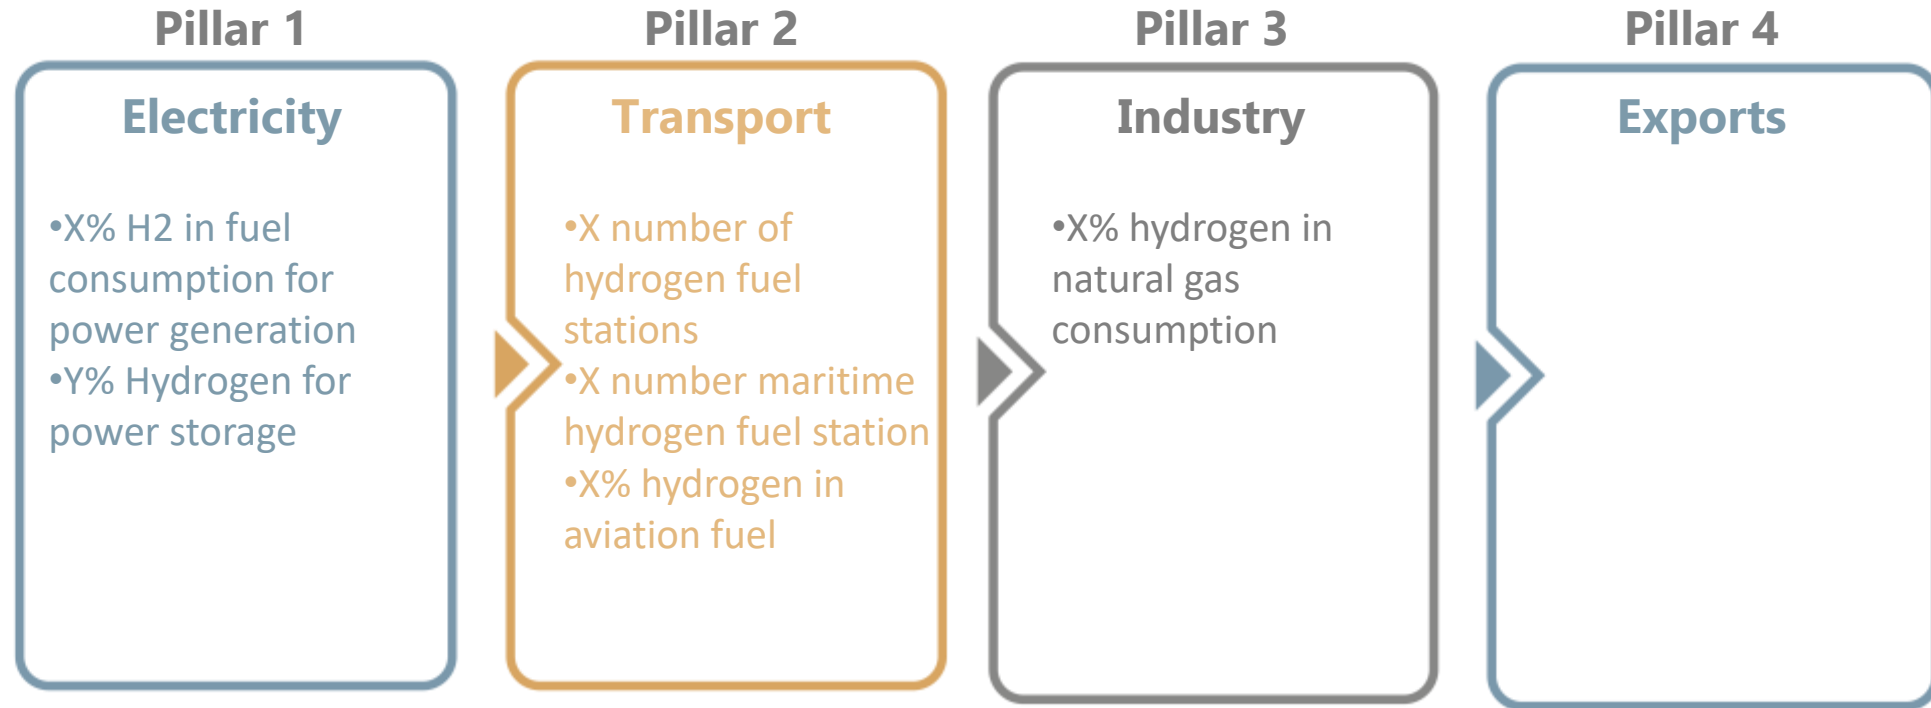 Pillar 1
Electricity
•X% H2 in fuel
consumption for
power generation
•Y% Hydrogen for
power storage
Pillar 2
Transport
•X number of
hydrogen fuel
stations
•X number maritime
hydrogen fuel station
•X% hydrogen in
aviation fuel
Pillar 3
Industry
•X% hydrogen in
natural gas
consumption
Pillar 4
Exports